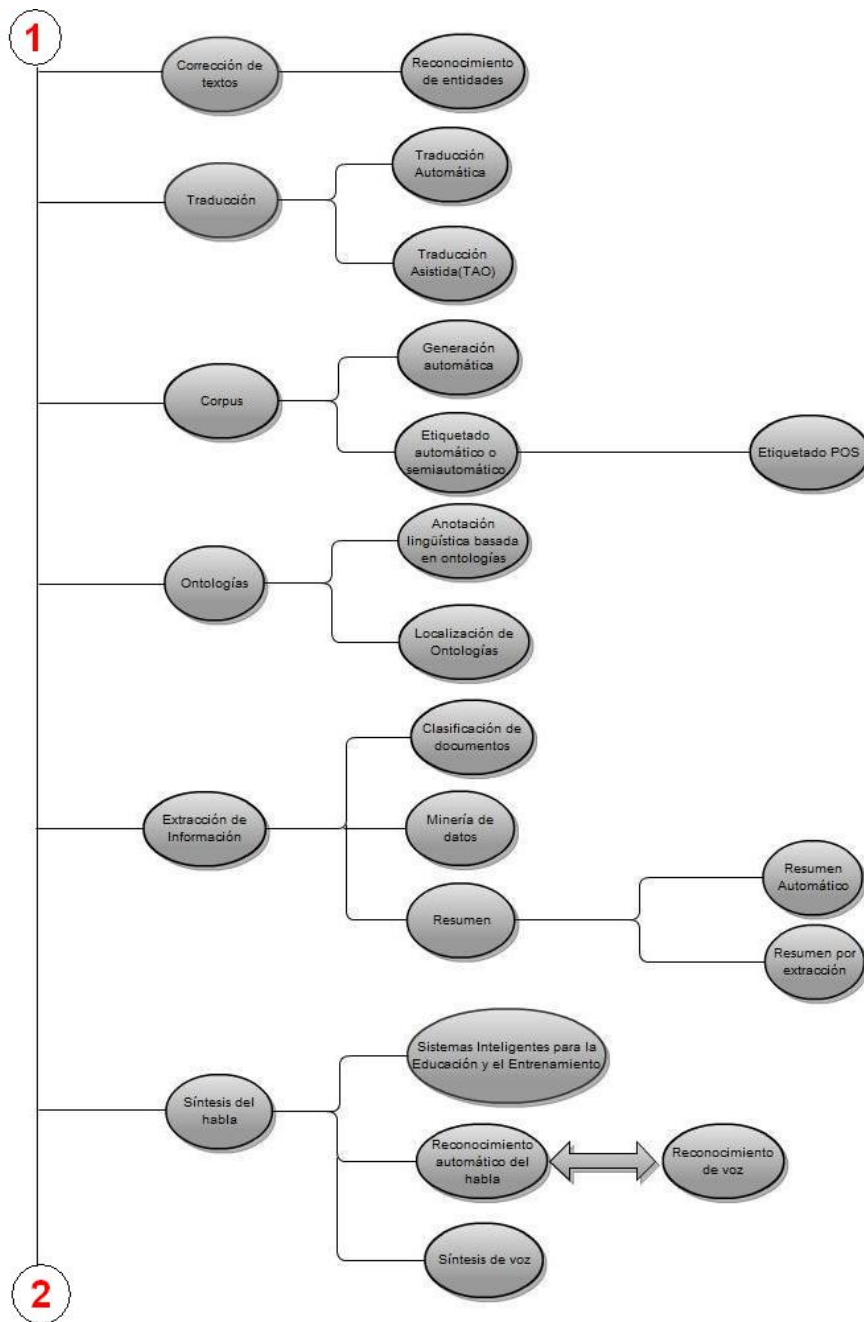 1
Corrección de
textos
Reconocimiento
de entidades
Traducción
Traducción
Automática
Traducción
Asistida(TAO)
Corpus
Generación
automática
Etiquetado
automático o
semiautomático
Etiquetado POS
Ontologías
Anotación
lingüística basada
en ontologías
Localización de
Ontologías
Extracción de
Información
Clasificación de
documentos
Minería de
datos
Resumen
Resumen
Automático
Resumen por
extracción
Síntesis del
habla
Sistemas Inteligentes para la
Educación y el Entrenamiento
Reconocimiento
automático del
habla
Reconocimiento
de voz
Síntesis de voz
2